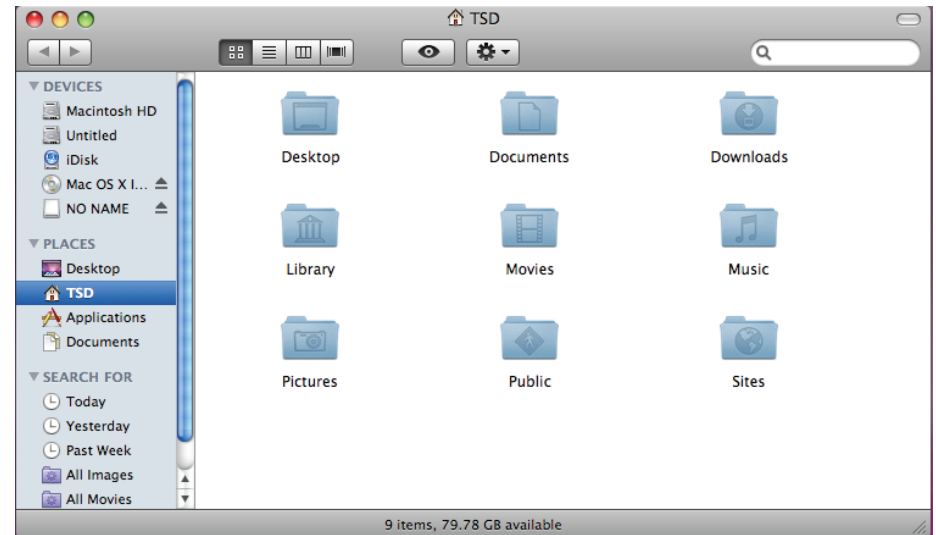 TSD
DEVICES
Macintosh HD
Untitled
iDisk
Mac OS X I...
NO NAME
PLACES
Desktop
TSD
Applications
Documents
SEARCH FOR
Today
Yesterday
Past Week
All Images
All Movies
Desktop Documents Downloads
Library Movies Music
Pictures Public Sites
9 items, 79.78 GB available